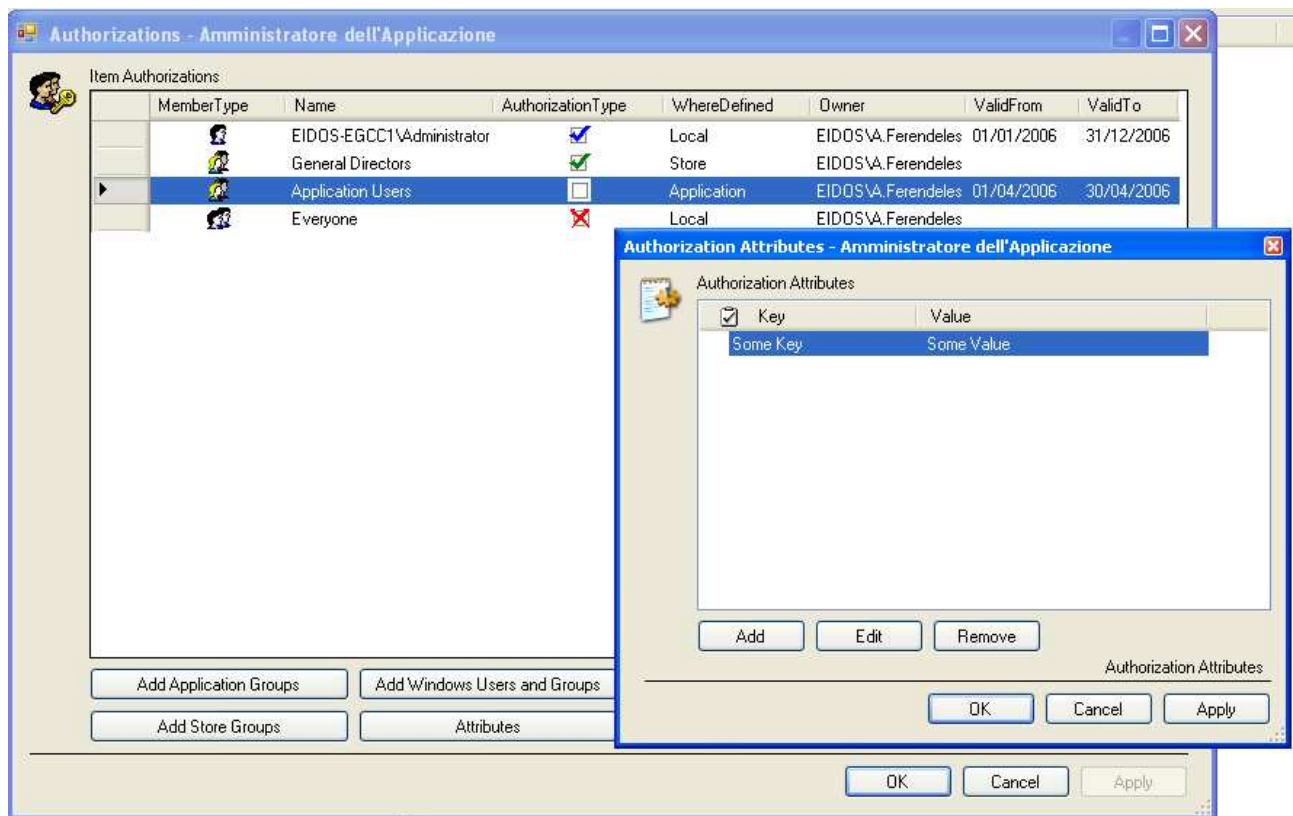 Authorizations - Amministratore dell'Applicazione
Item Authorizations
MemberType Name AuthorizationType WhereDefined Owner ValidFrom ValidTo
EIDOS-EGCC1\Administrator Local EIDOS\A.Ferendeles 01/01/2006 31/12/2006
General Directors Store EIDOS\A.Ferendeles
Application Users Application EIDOS\A.Ferendeles 01/04/2006 30/04/2006
Everyone Local EIDOS\A.Ferendeles
Authorization Attributes - Amministratore dell'Applicazione
Authorization Attributes
Key Value
Some Key Some Value
Add Edit Remove
Authorization Attributes
OK Cancel Apply
Add Application Groups Add Windows Users and Groups
Add Store Groups Attributes
OK Cancel Apply